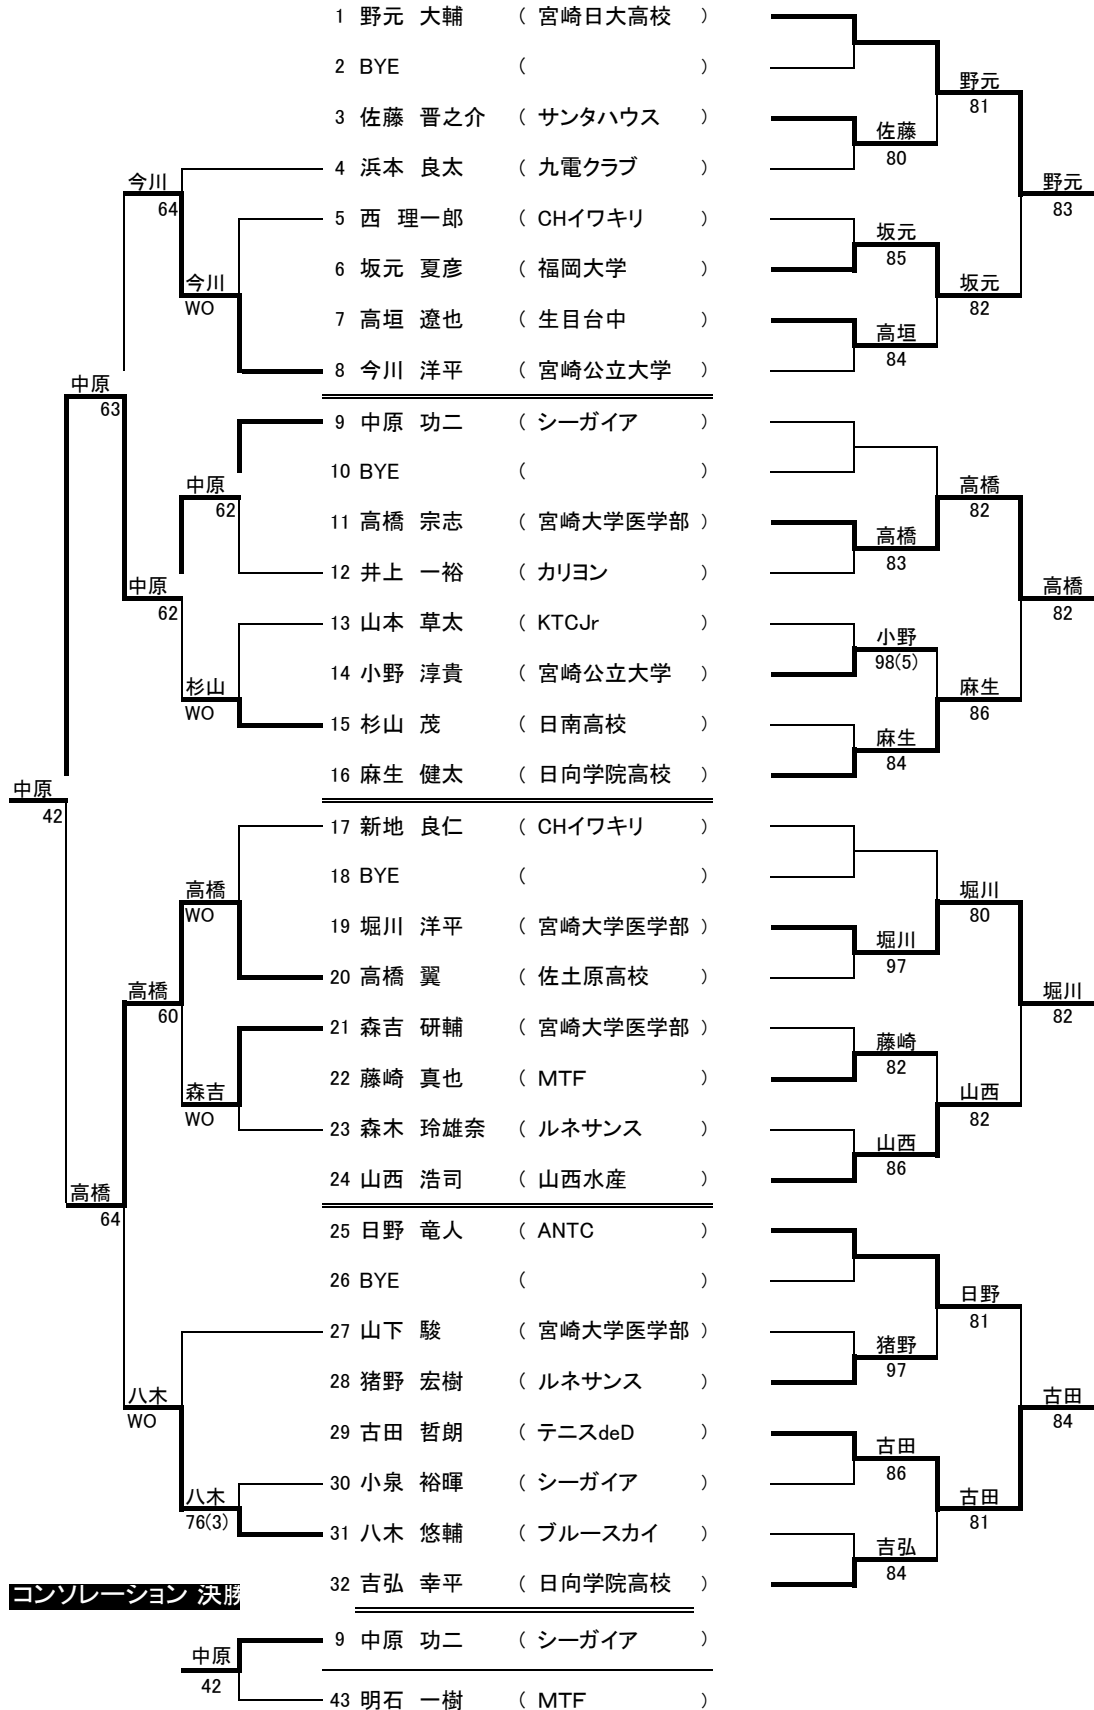 1 野元 大輔 ( 宮崎日大高校 )
2 BYE ( )
野元
81
3 佐藤 晋之介 ( サンタハウス )
佐藤
80
4 浜本 良太 ( 九電クラブ )
今川
64
野元
83
5 西 理一郎 ( CHイワキリ )
坂元
85
6 坂元 夏彦 ( 福岡大学 )
今川
WO
坂元
82
7 高垣 遼也 ( 生目台中 )
高垣
84
8 今川 洋平 ( 宮崎公立大学 )
中原
63
9 中原 功二 ( シーガイア )
10 BYE ( )
中原
62
高橋
82
11 高橋 宗志 ( 宮崎大学医学部 )
高橋
83
12 井上 一裕 ( カリヨン )
中原
62
高橋
82
13 山本 草太 ( KTCJr )
小野
98(5)
14 小野 淳貴 ( 宮崎公立大学 )
杉山
WO
麻生
86
15 杉山 茂 ( 日南高校 )
麻生
84
16 麻生 健太 ( 日向学院高校 )
中原
42
17 新地 良仁 ( CHイワキリ )
18 BYE ( )
高橋
WO
堀川
80
19 堀川 洋平 ( 宮崎大学医学部 )
堀川
97
20 高橋 翼 ( 佐土原高校 )
高橋
60
堀川
82
21 森吉 研輔 ( 宮崎大学医学部 )
藤崎
82
22 藤崎 真也 ( MTF )
森吉
WO
山西
82
23 森木 玲雄奈 ( ルネサンス )
山西
86
24 山西 浩司 ( 山西水産 )
高橋
64
25 日野 竜人 ( ANTC )
26 BYE ( )
日野
81
27 山下 駿 ( 宮崎大学医学部 )
猪野
97
28 猪野 宏樹 ( ルネサンス )
八木
WO
古田
84
29 古田 哲朗 ( テニスdeD )
古田
86
30 小泉 裕暉 ( シーガイア )
八木
76(3)
古田
81
31 八木 悠輔 ( ブルースカイ )
吉弘
84
32 吉弘 幸平 ( 日向学院高校 )
コンソレーション 決勝
9 中原 功二 ( シーガイア )
中原
42
43 明石 一樹 ( MTF )